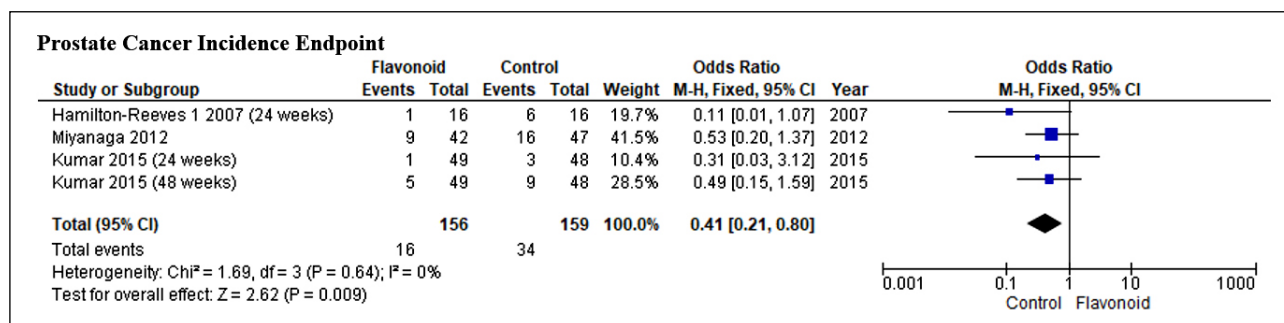 Prostate Cancer Incidence Endpoint
Flavonoid Control Odds Ratio Odds Ratio
Study or Subgroup Events Total Events Total Weight M-H, Fixed, 95% CI Year M-H, Fixed, 95% CI
Hamilton-Reeves 1 2007 (24 weeks) 1 16 6 16 19.7% 0.11 [0.01, 1.07] 2007
Miyanaga 2012 9 42 16 47 41.5% 0.53 [0.20, 1.37] 2012
Kumar 2015 (24 weeks) 1 49 3 48 10.4% 0.31 [0.03, 3.12] 2015
Kumar 2015 (48 weeks) 5 49 9 48 28.5% 0.49 [0.15, 1.59] 2015
Total (95% CI) 156 159 100.0% 0.41 [0.21, 0.80]
Total events 16 34
Heterogeneity: Chi² = 1.69, df = 3 (P = 0.64); I² = 0%
Test for overall effect: Z = 2.62 (P = 0.009)
0.001 0.1 1 10 1000
Control Flavonoid